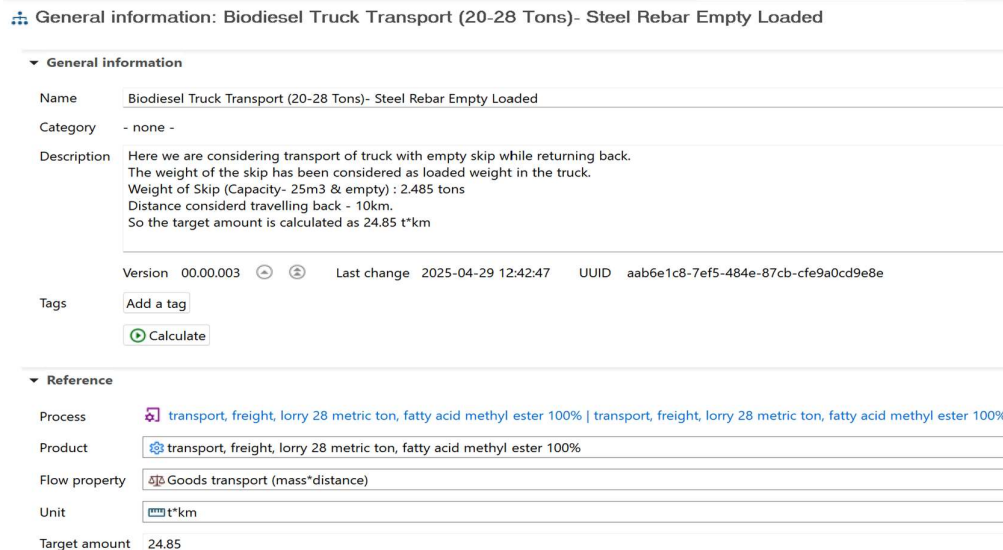 General information: Biodiesel Truck Transport (20-28 Tons)- Steel Rebar Empty Loaded
General information
Name Biodiesel Truck Transport (20-28 Tons)- Steel Rebar Empty Loaded
Category - none -
Description Here we are considering transport of truck with empty skip while returning back.
The weight of the skip has been considered as loaded weight in the truck.
Weight of Skip (Capacity- 25m3 & empty) : 2.485 tons
Distance considerd travelling back - 10km.
So the target amount is calculated as 24.85 t*km
Version 00.00.003 Last change 2025-04-29 12:42:47 UUID aab6e1c8-7ef5-484e-87cb-cfe9a0cd9e8e
Tags Add a tag
Calculate
Reference
Process transport, freight, lorry 28 metric ton, fatty acid methyl ester 100% | transport, freight, lorry 28 metric ton, fatty acid methyl ester 100%
Product transport, freight, lorry 28 metric ton, fatty acid methyl ester 100%
Flow property Goods transport (mass*distance)
Unit t*km
Target amount 24.85